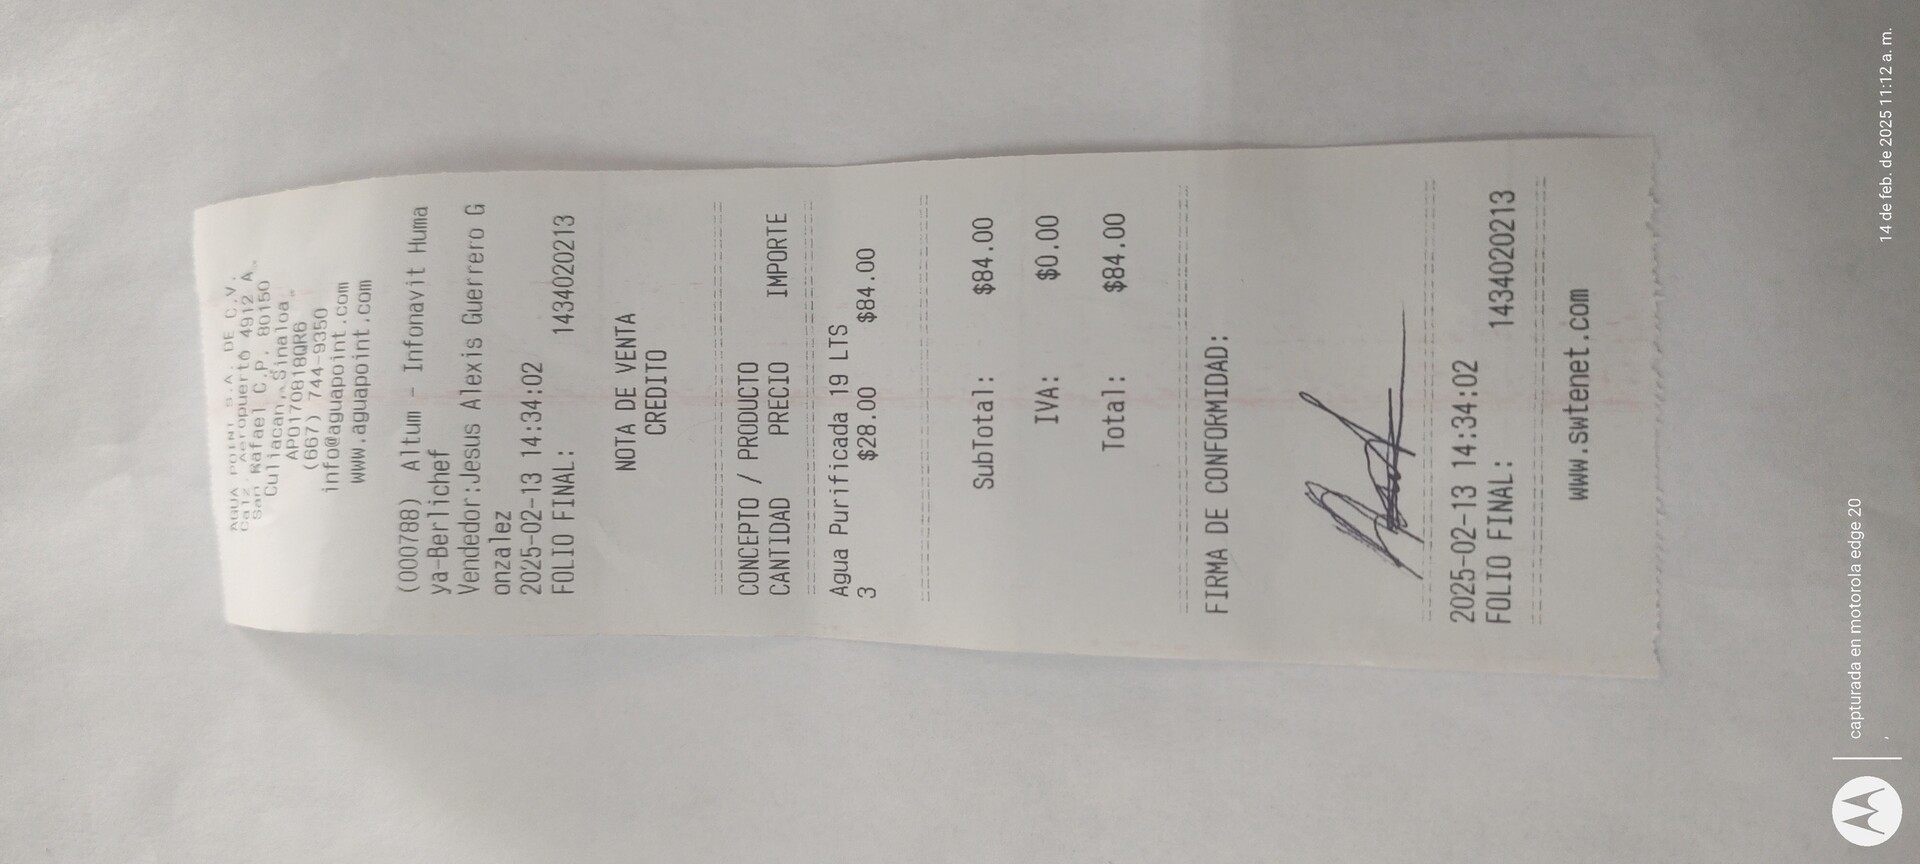 AGUA POINT S.A. DE C.V.
Calz. Aeropuerto 4912 A.
San Rafael C.P. 80150
Culiacan, Sinaloa.
APO170818QR6
(667) 744-9350
info@aguapoint.com
www.aguapoint.com
(000788) Altum - Infonavit Huma
ya-Berlichef
Vendedor:Jesus Alexis Guerrero G
onzalez
2025-02-13 14:34:02
FOLIO FINAL: 1434020213
NOTA DE VENTA
CREDITO
CONCEPTO / PRODUCTO
CANTIDAD PRECIO IMPORTE
Agua Purificada 19 LTS
3 $28.00 $84.00
SubTotal: $84.00
IVA: $0.00
Total: $84.00
FIRMA DE CONFORMIDAD:
2025-02-13 14:34:02
FOLIO FINAL: 1434020213
www.swtenet.com
capturada en motorola edge 20
14 de feb. de 2025 11:12 a. m.